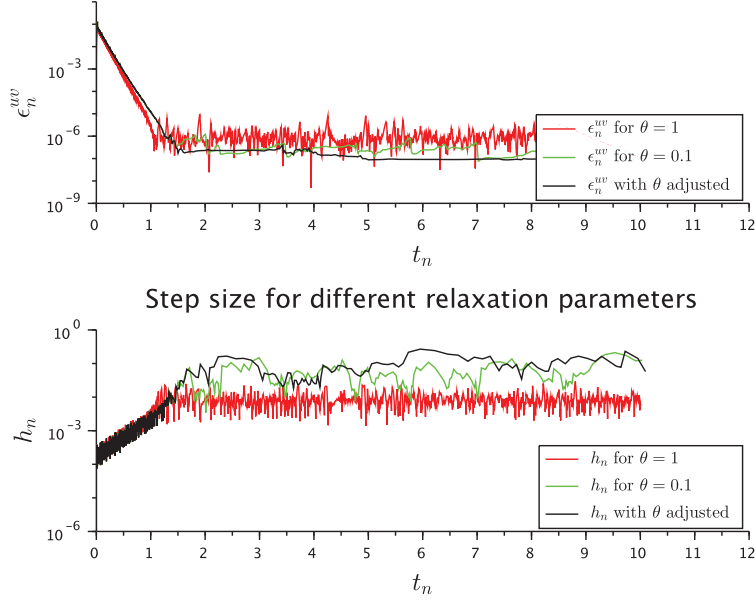 10^{-3}
10^{-6}
10^{-9}
ϵ_n^{uv}
ϵ_n^{uv} for θ = 1
ϵ_n^{uv} for θ = 0.1
ϵ_n^{uv} with θ adjusted
0 1 2 3 4 5 6 7 8 9 10 11 12
t_n
Step size for different relaxation parameters
10^0
10^{-3}
10^{-6}
h_n
h_n for θ = 1
h_n for θ = 0.1
h_n with θ adjusted
0 1 2 3 4 5 6 7 8 9 10 11 12
t_n